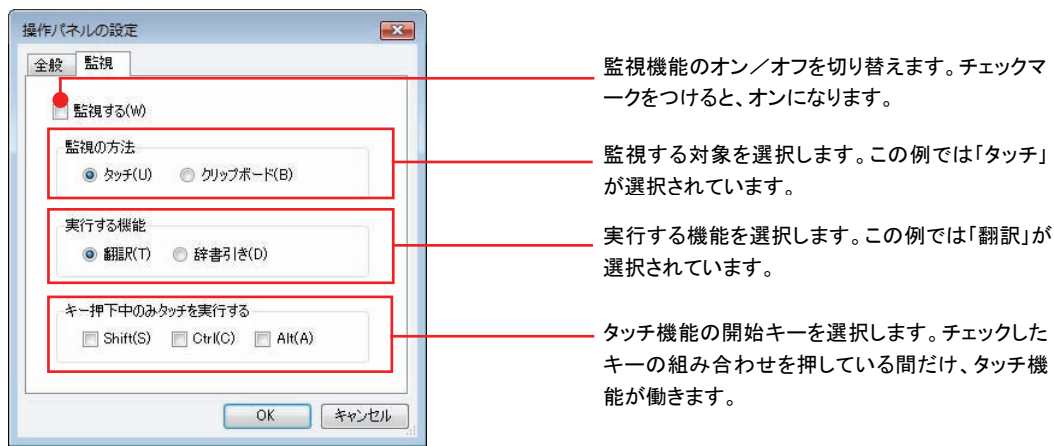 操作パネルの設定
全般 監視
監視する(W)
監視の方法
タッチ(U) クリップボード(B)
実行する機能
翻訳(T) 辞書引き(D)
キー押下中のみタッチを実行する
Shift(S) Ctrl(C) Alt(A)
OK キャンセル
監視機能のオン／オフを切り替えます。チェックマ
ークをつけると、オンになります。
監視する対象を選択します。この例では「タッチ」
が選択されています。
実行する機能を選択します。この例では「翻訳」が
選択されています。
タッチ機能の開始キーを選択します。チェックした
キーの組み合わせを押している間だけ、タッチ機
能が働きます。